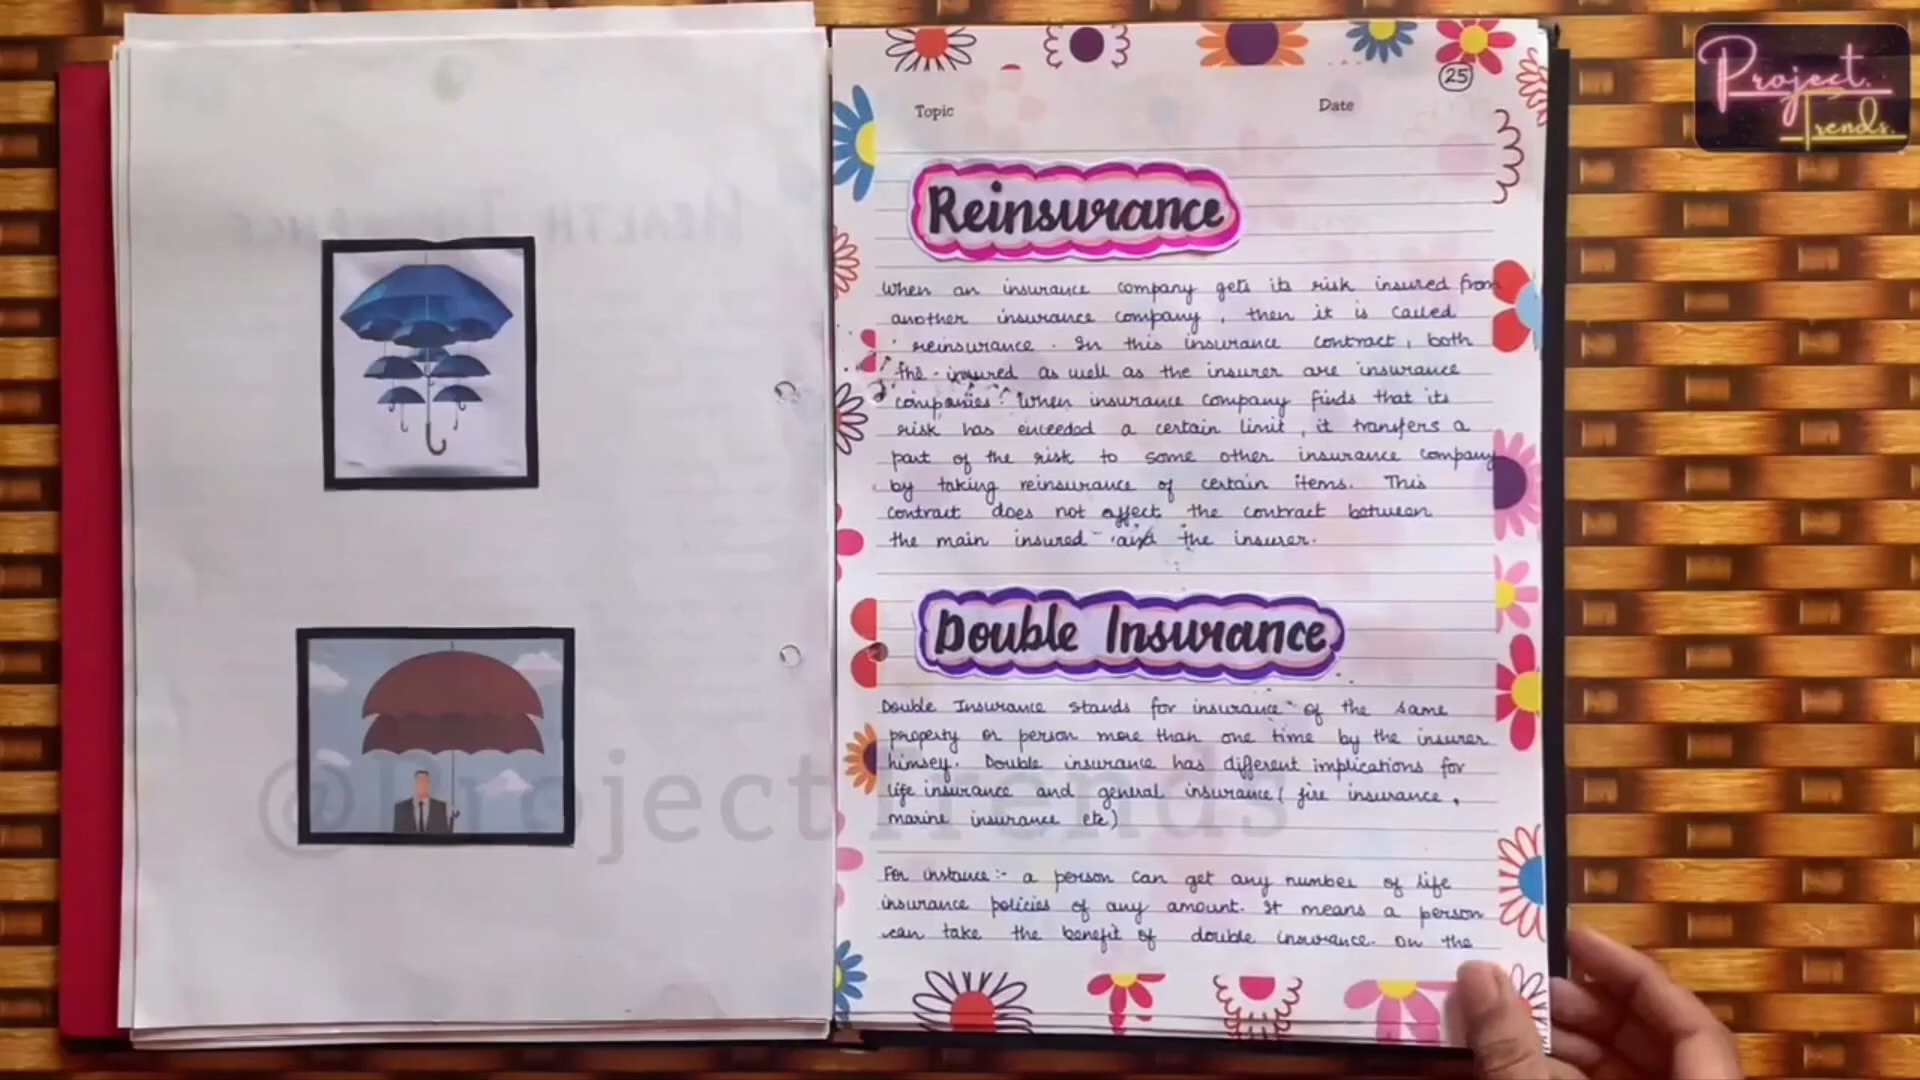 Project.
Trends.
25
Topic
Date
Reinsurance
When an insurance company gets its risk insured from
another insurance company, then it is called
reinsurance. In this insurance contract, both
the insured as well as the insurer are insurance
companies. When insurance company finds that its
risk has exceeded a certain limit, it transfers a
part of the risk to some other insurance company
by taking reinsurance of certain items. This
contract does not affect the contract between
the main insured and the insurer.
Double Insurance
Double Insurance stands for insurance of the same
property or person more than one time by the insurer
himself. Double insurance has different implications for
life insurance and general insurance (fire insurance,
marine insurance etc)
For instance:- a person can get any number of life
insurance policies of any amount. It means a person
can take the benefit of double insurance. On the
HEALTH INSURANCE
@ProjectTrends